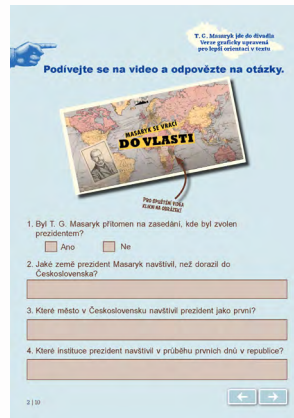 T. G. Masaryk jde do divadla
Verze graficky upravená
pro lepší orientaci v textu
Podívejte se na video a odpovězte na otázky.
MASARYK SE VRACÍ
DO VLASTI
PRO SPUŠTĚNÍ VIDEA
KLIKNI NA OBRÁZEK!
1. Byl T. G. Masaryk přítomen na zasedání, kde byl zvolen
prezidentem?
Ano
Ne
2. Jaké země prezident Masaryk navštívil, než dorazil do
Československa?
3. Které město v Československu navštívil prezident jako první?
4. Které instituce prezident navštívil v průběhu prvních dnů v republice?
2 | 10